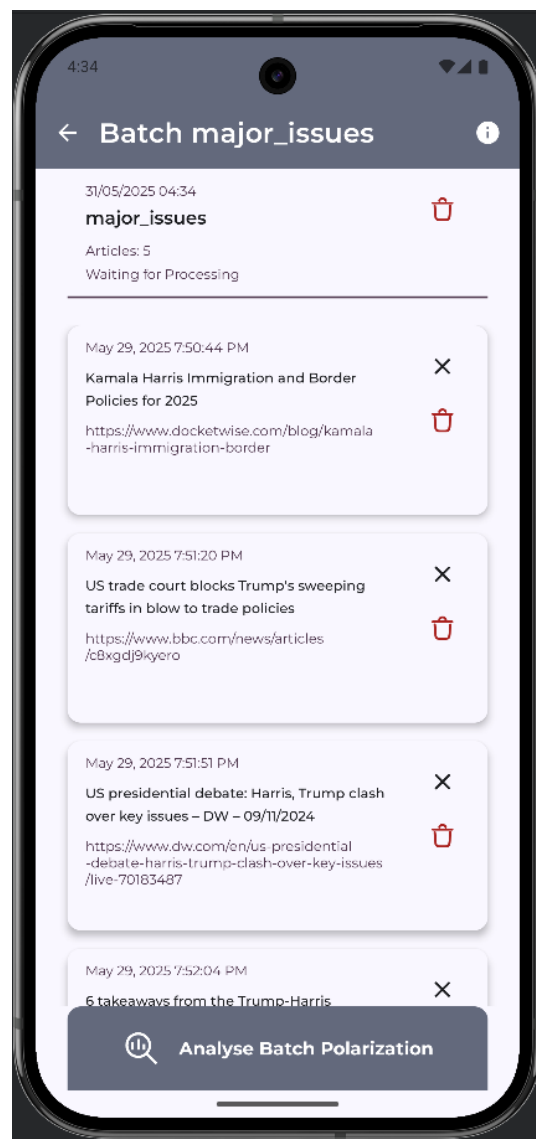 4:34
Batch major_issues
31/05/2025 04:34
major_issues
Articles: 5
Waiting for Processing
May 29, 2025 7:50:44 PM
Kamala Harris Immigration and Border
Policies for 2025
https://www.docketwise.com/blog/kamala
-harris-immigration-border
May 29, 2025 7:51:20 PM
US trade court blocks Trump's sweeping
tariffs in blow to trade policies
https://www.bbc.com/news/articles
/c8xgdj9kyero
May 29, 2025 7:51:51 PM
US presidential debate: Harris, Trump clash
over key issues – DW – 09/11/2024
https://www.dw.com/en/us-presidential
-debate-harris-trump-clash-over-key-issues
/live-70183487
May 29, 2025 7:52:04 PM
6 takeaways from the Trump-Harris
Analyse Batch Polarization